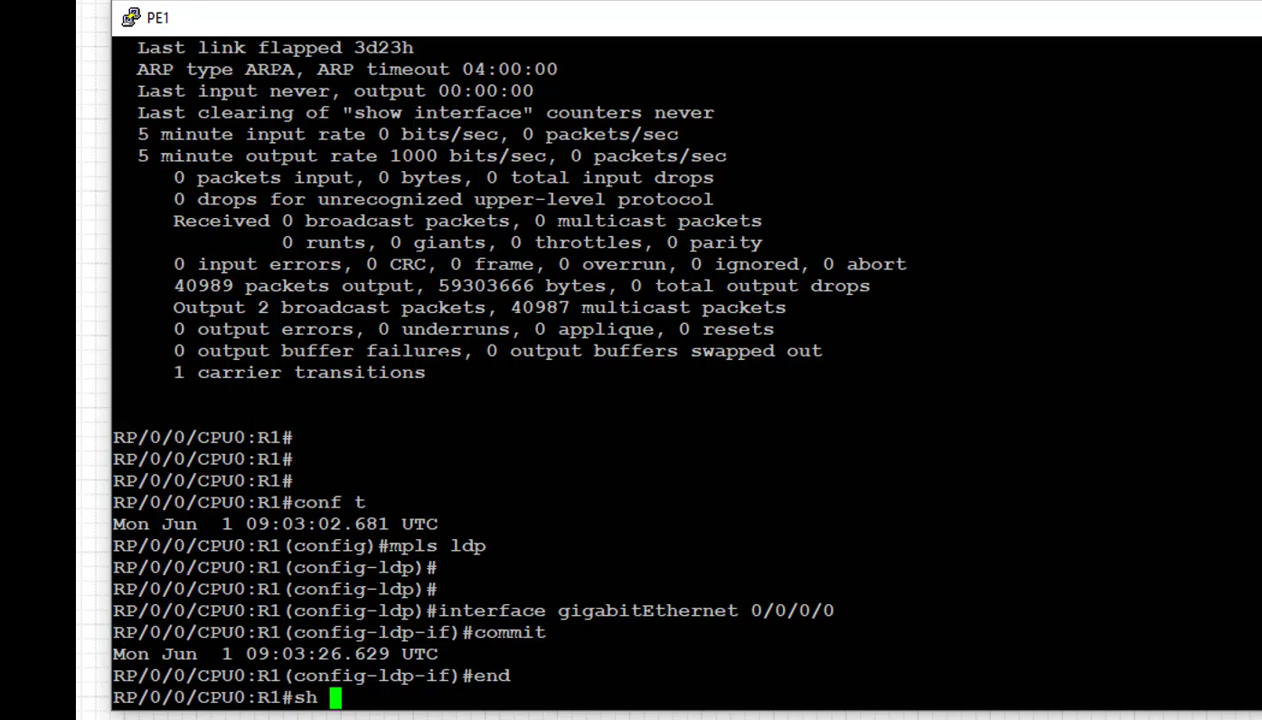 PE1
Last link flapped 3d23h
ARP type ARPA, ARP timeout 04:00:00
Last input never, output 00:00:00
Last clearing of "show interface" counters never
5 minute input rate 0 bits/sec, 0 packets/sec
5 minute output rate 1000 bits/sec, 0 packets/sec
0 packets input, 0 bytes, 0 total input drops
0 drops for unrecognized upper-level protocol
Received 0 broadcast packets, 0 multicast packets
0 runts, 0 giants, 0 throttles, 0 parity
0 input errors, 0 CRC, 0 frame, 0 overrun, 0 ignored, 0 abort
40989 packets output, 59303666 bytes, 0 total output drops
Output 2 broadcast packets, 40987 multicast packets
0 output errors, 0 underruns, 0 applique, 0 resets
0 output buffer failures, 0 output buffers swapped out
1 carrier transitions
RP/0/0/CPU0:R1#
RP/0/0/CPU0:R1#
RP/0/0/CPU0:R1#
RP/0/0/CPU0:R1#conf t
Mon Jun  1 09:03:02.681 UTC
RP/0/0/CPU0:R1(config)#mpls ldp
RP/0/0/CPU0:R1(config-ldp)#
RP/0/0/CPU0:R1(config-ldp)#
RP/0/0/CPU0:R1(config-ldp)#interface gigabitEthernet 0/0/0/0
RP/0/0/CPU0:R1(config-ldp-if)#commit
Mon Jun  1 09:03:26.629 UTC
RP/0/0/CPU0:R1(config-ldp-if)#end
RP/0/0/CPU0:R1#sh